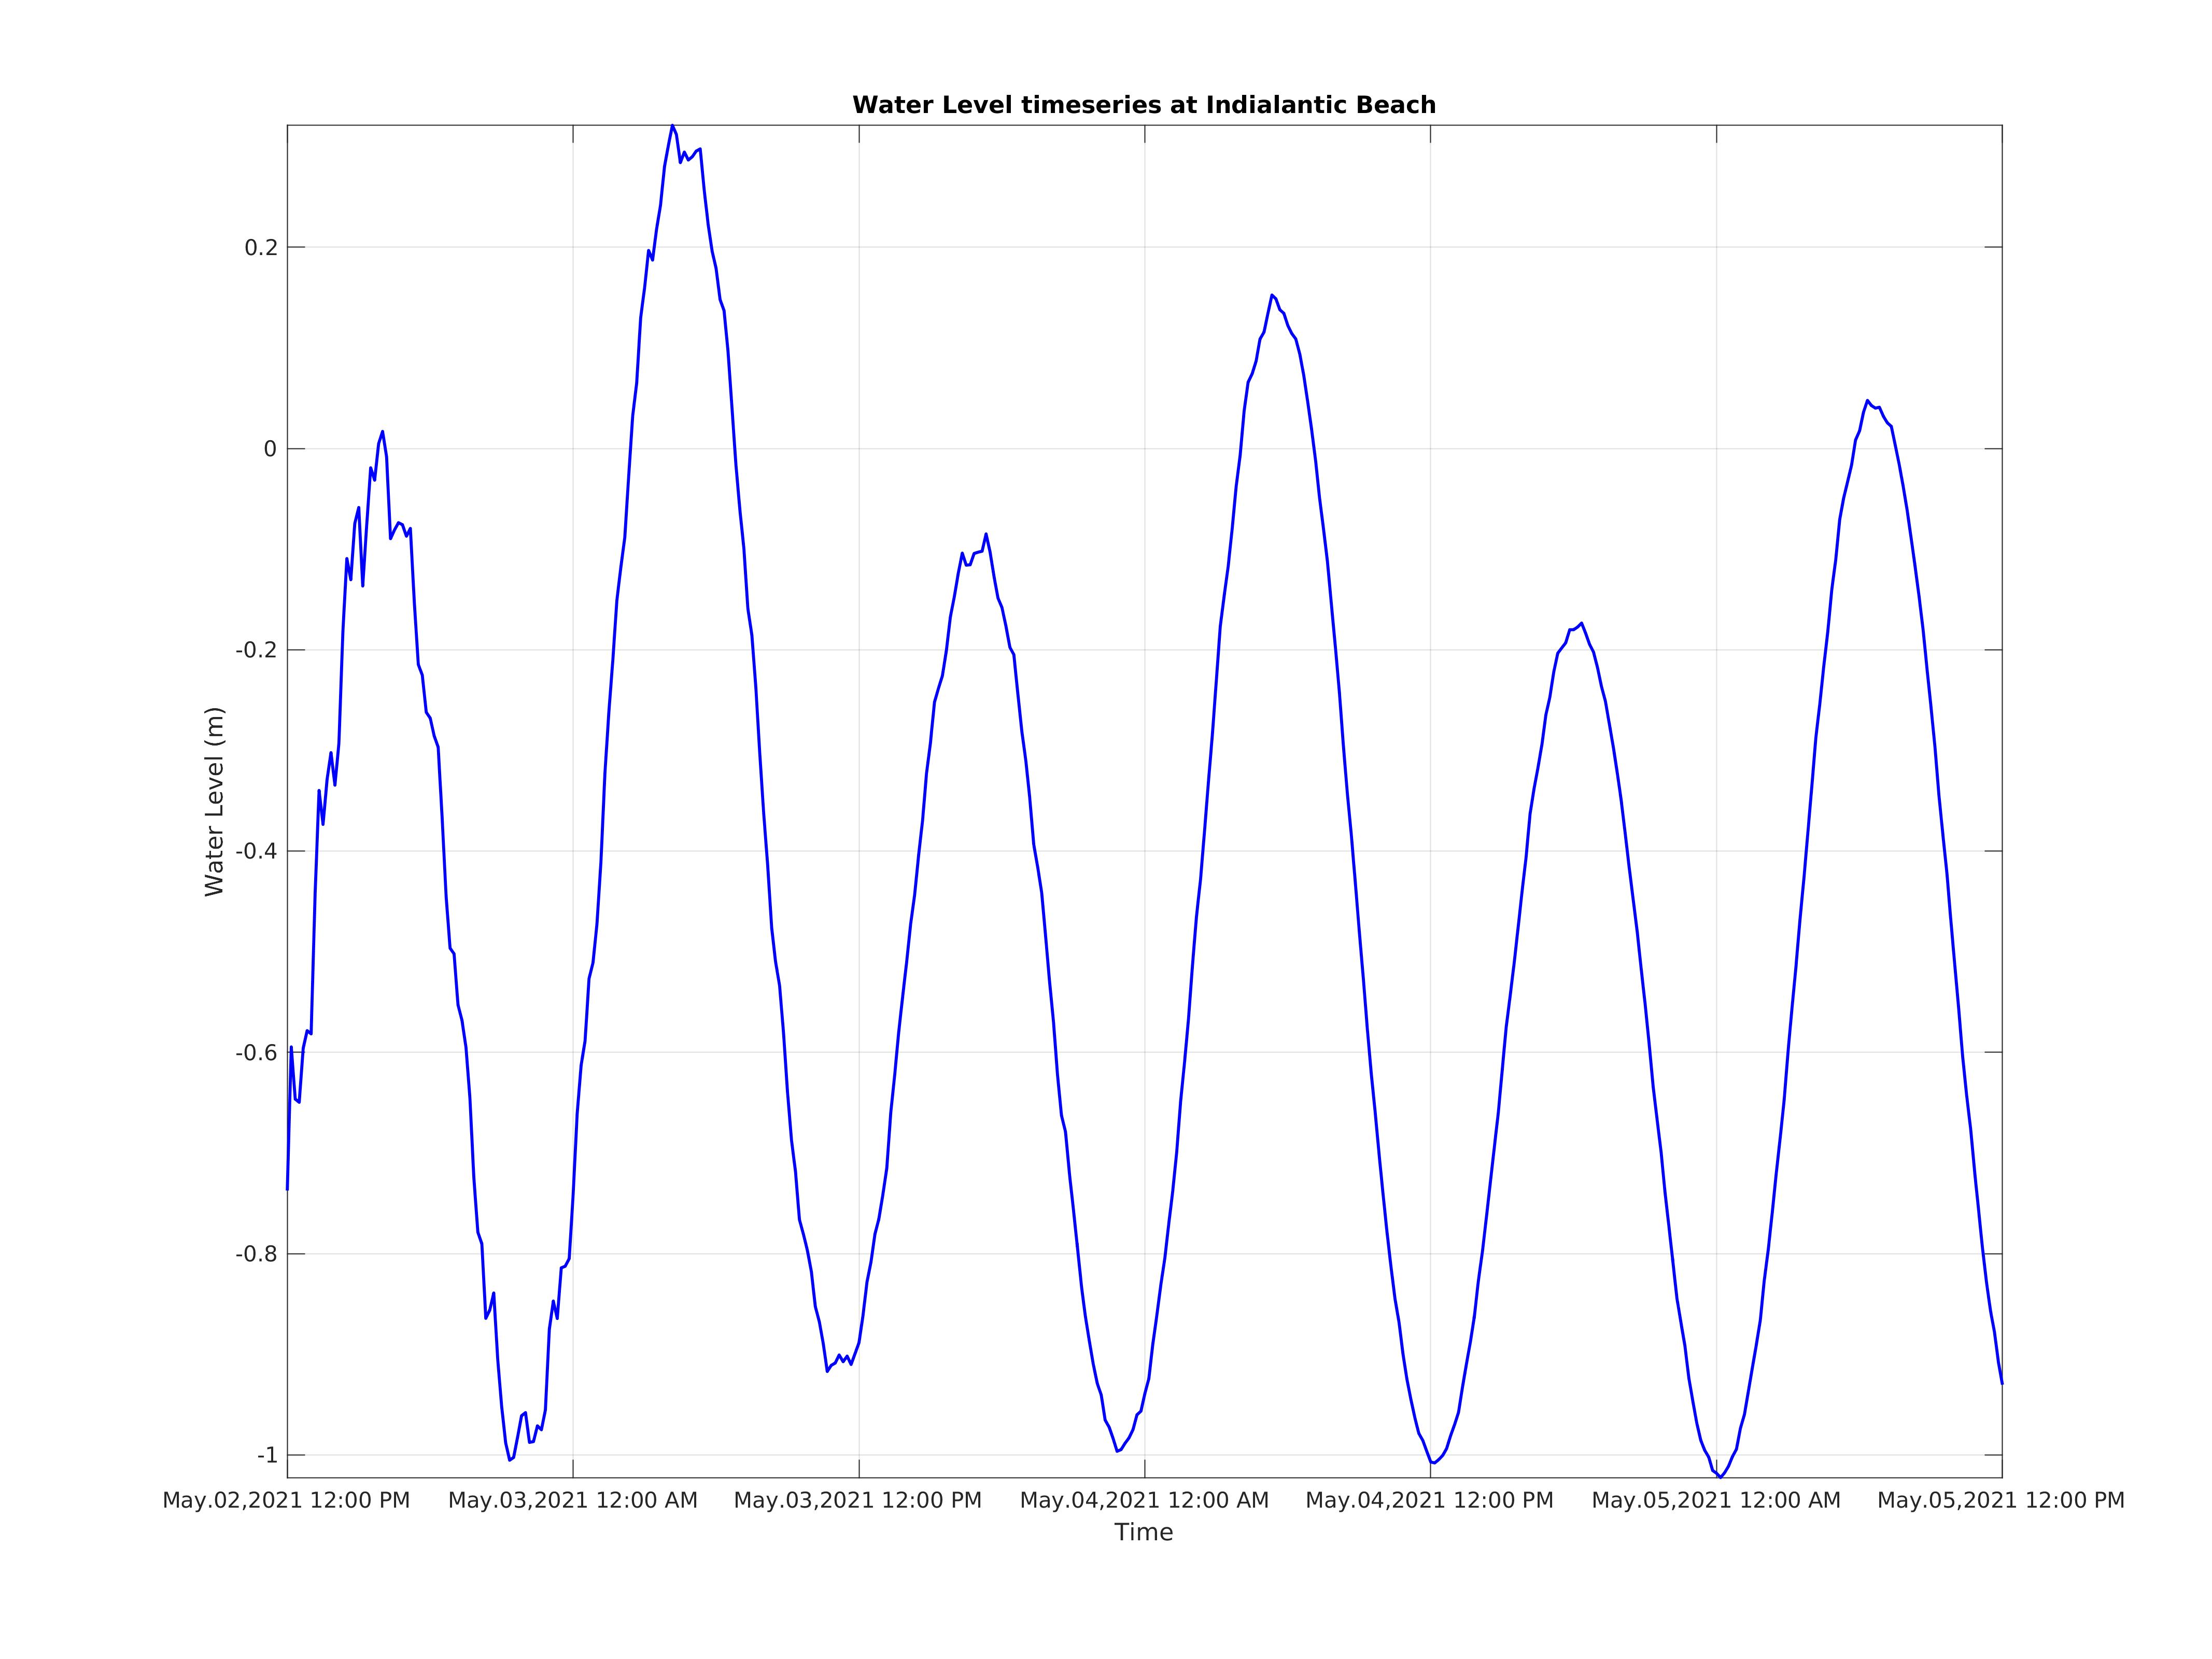 Water Level timeseries at Indialantic Beach
0.2
0
-0.2
-0.4
-0.6
-0.8
-1
Water Level (m)
May.02,2021 12:00 PM May.03,2021 12:00 AM May.03,2021 12:00 PM May.04,2021 12:00 AM May.04,2021 12:00 PM May.05,2021 12:00 AM May.05,2021 12:00 PM
Time